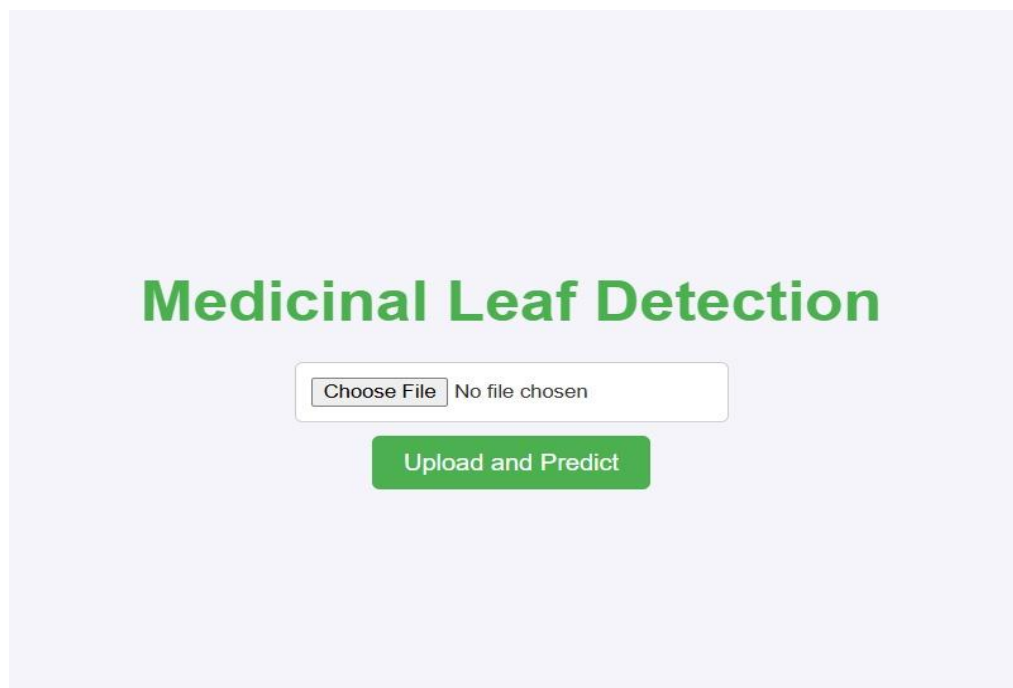 Medicinal Leaf Detection
Choose File No file chosen
Upload and Predict